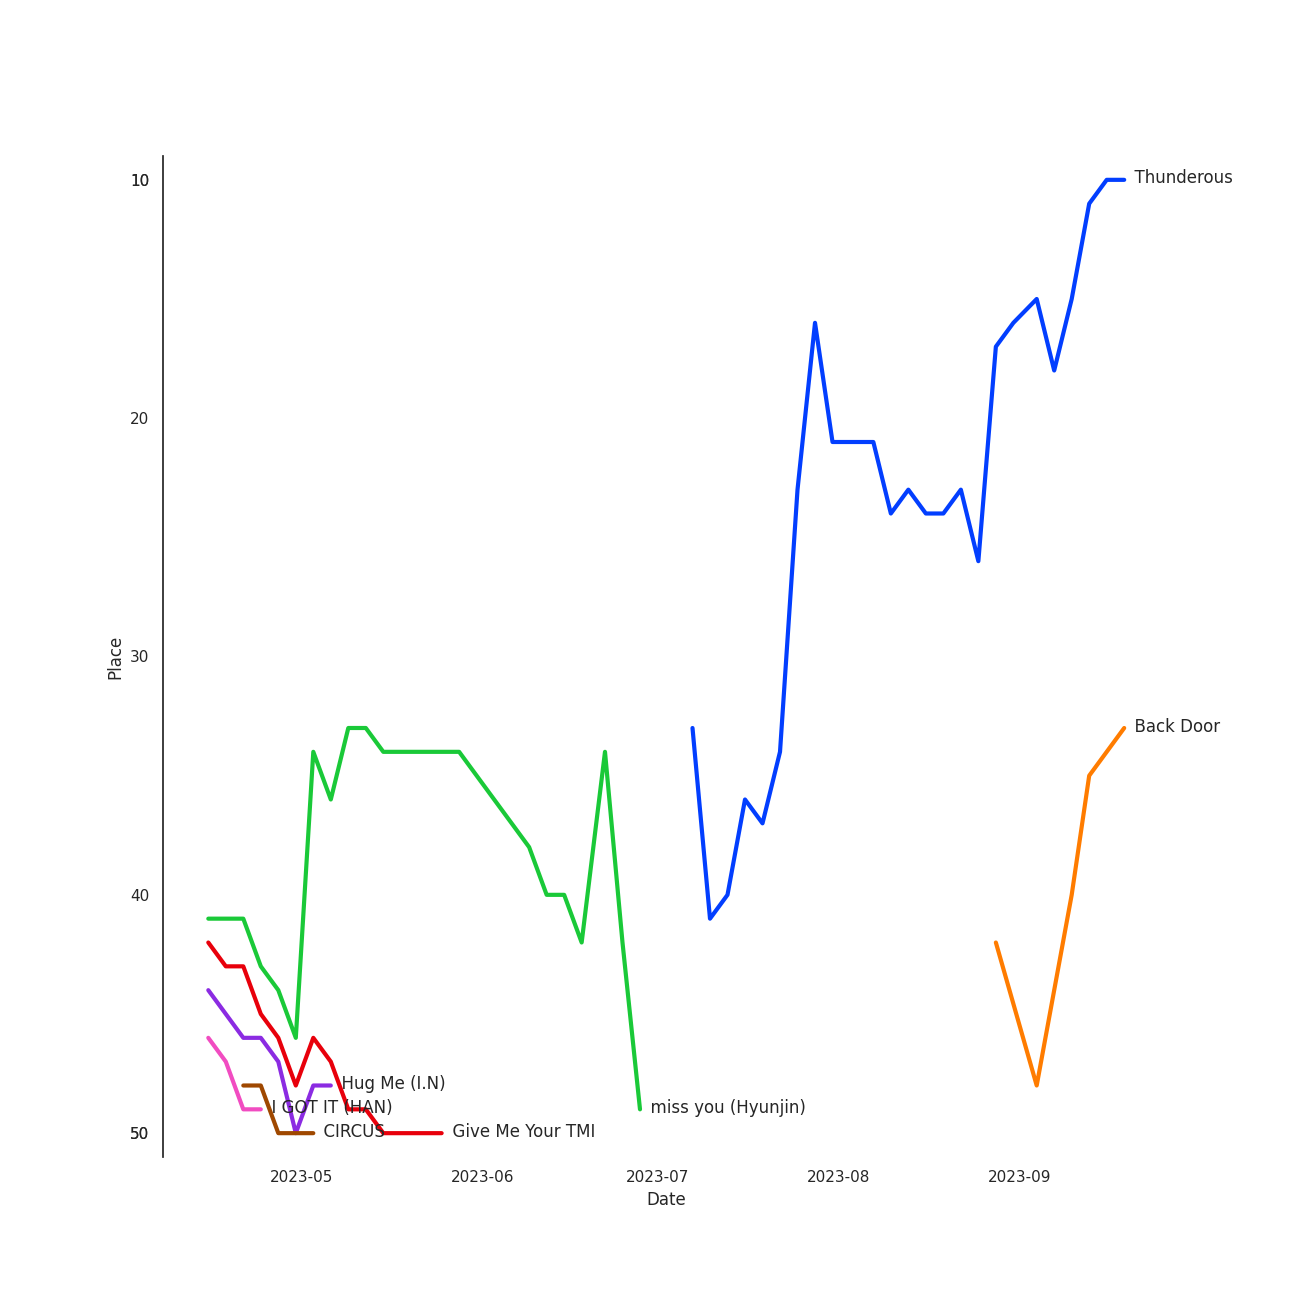 10
Thunderous
20
Place
30
Back Door
40
Hug Me (I.N)
I GOT IT (HAN)
miss you (Hyunjin)
50
CIRCUS
Give Me Your TMI
2023-05
2023-06
2023-07
2023-08
2023-09
Date